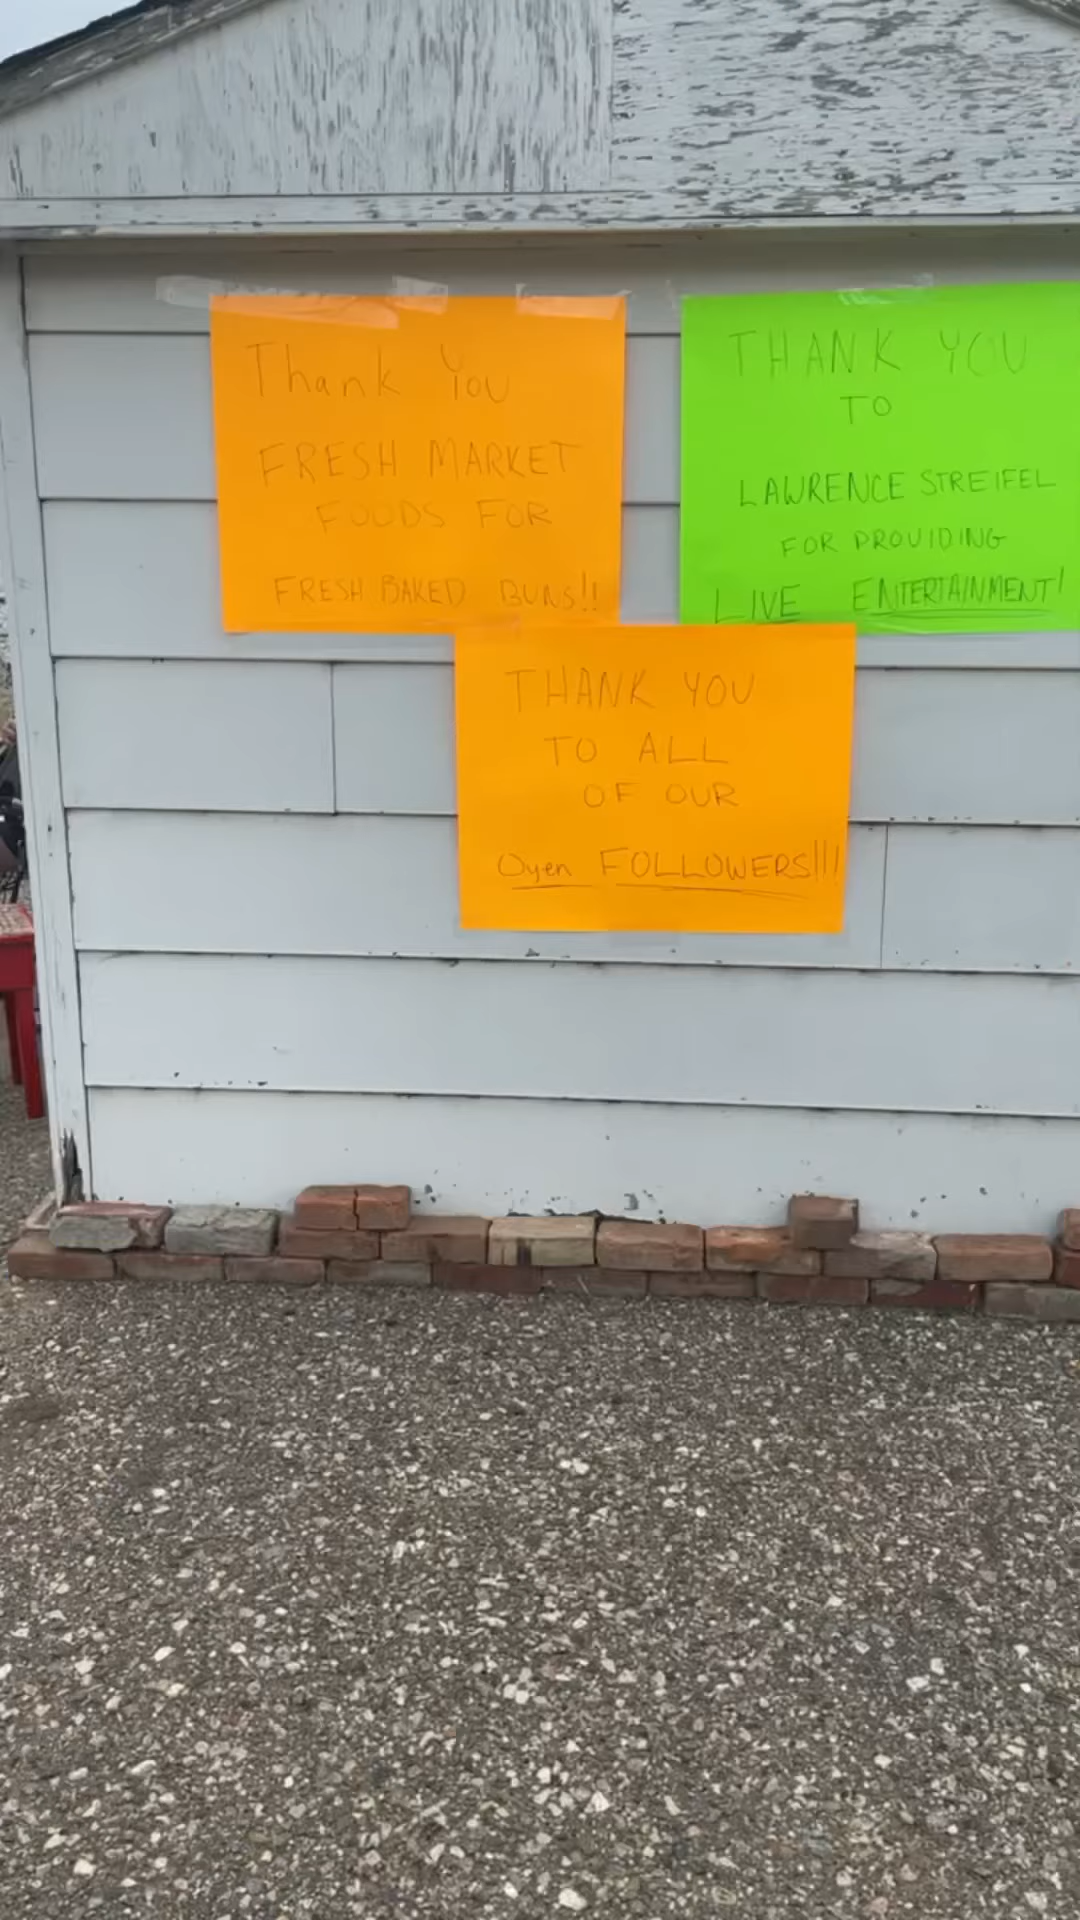 Thank You
FRESH MARKET
FOODS FOR
FRESH BAKED BUNS!!
THANK YOU
TO
LAWRENCE STREIFEL
FOR PROVIDING
LIVE ENTERTAINMENT!
THANK YOU
TO ALL
OF OUR
Oyen FOLLOWERS!!!